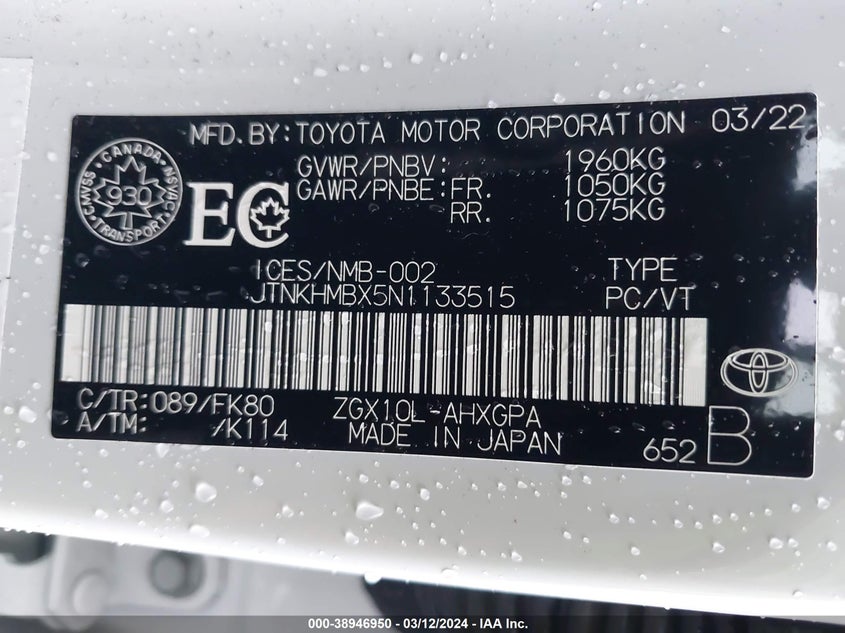 MFD. BY: TOYOTA MOTOR CORPORATION 03/22
GVWR/PNBV: 1960KG
GAWR/PNBE: FR. 1050KG
RR. 1075KG
CANADA
930
TRANSPORT
EC
ICES/NMB-002 TYPE
JTNKHMBX5N1133515 PC/VT
C/TR: 089/FK80 ZGX10L-AHXGPA
A/TM: /K114 MADE IN JAPAN 652 B
000-38946950 - 03/12/2024 - IAA, Inc.